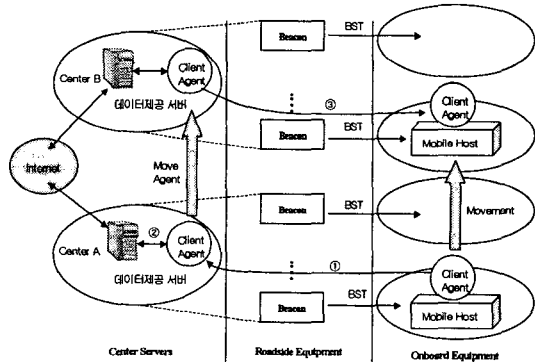 Beacon
BST
Center B
Client
Agent
데이터제공 서버
③
Client
Agent
Beacon
BST
Mobile Host
Internet
Move
Agent
Beacon
BST
Movement
Center A
②
Client
Agent
데이터제공 서버
①
Client
Agent
Beacon
BST
Mobile Host
Center Servers
Roadside Equipment
Onboard Equipment